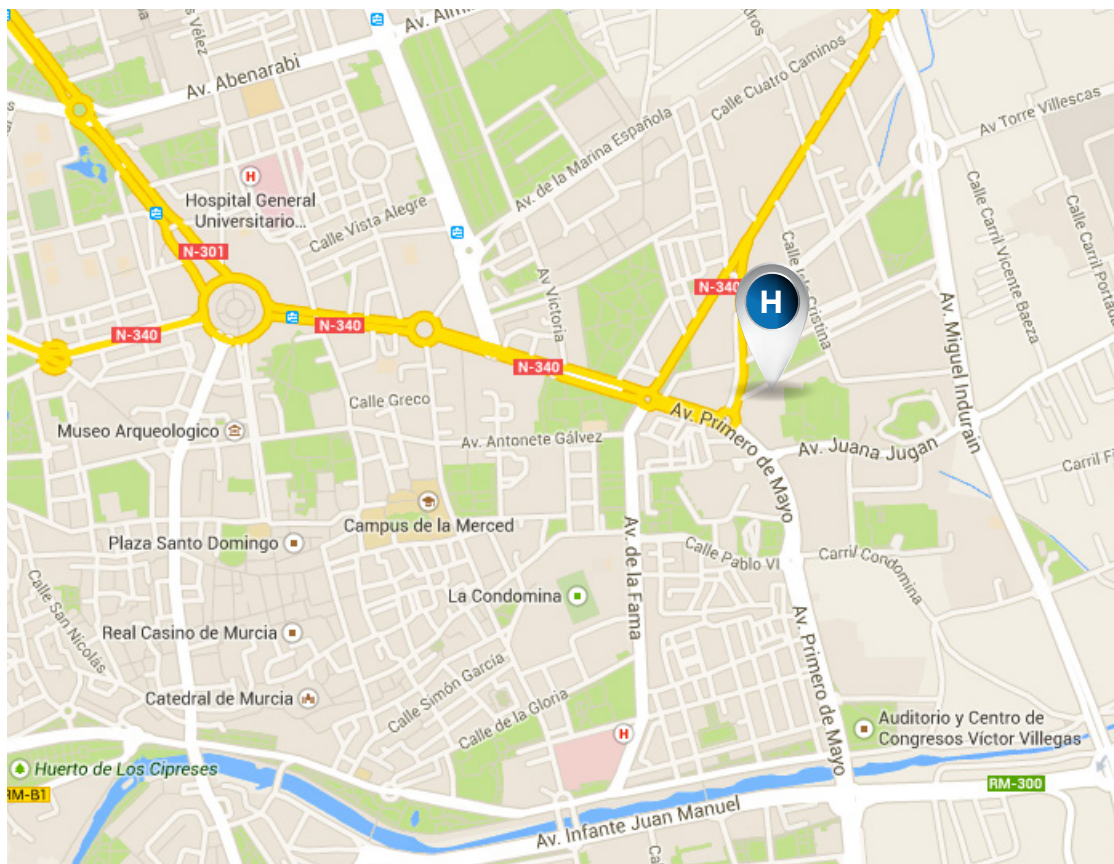 Av. Abenarabi
Calle Cuatro Caminos
Av Torre Villescas
Av. de la Marina Española
H
Hospital General
Universitario...
Calle Vista Alegre
Calle Carril Vicente Baeza
N-301
N-340
H
Av Victoria
N-340
N-340
N-340
Av. Miguel Indurain
Calle Greco
Museo Arqueologico
Av. Antonete Gálvez
Av. Primero de Mayo
Av. Juana Jugan
Campus de la Merced
Plaza Santo Domingo
Av. de la Fama
Calle Pablo VI
Carril Condomina
Calle San Nicolás
La Condomina
Real Casino de Murcia
Av. Primero de Mayo
Catedral de Murcia
Calle Simón García
Calle de la Gloria
H
Auditorio y Centro de
Congresos Víctor Villegas
Huerto de Los Cipreses
RM-300
RM-B1
Av. Infante Juan Manuel